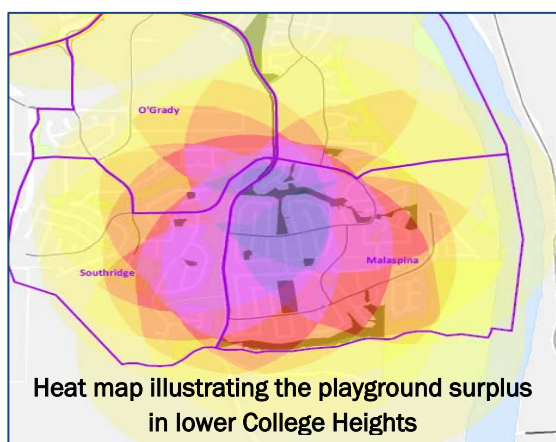 O'Grady
Southridge
Malaspina
Heat map illustrating the playground surplus
in lower College Heights